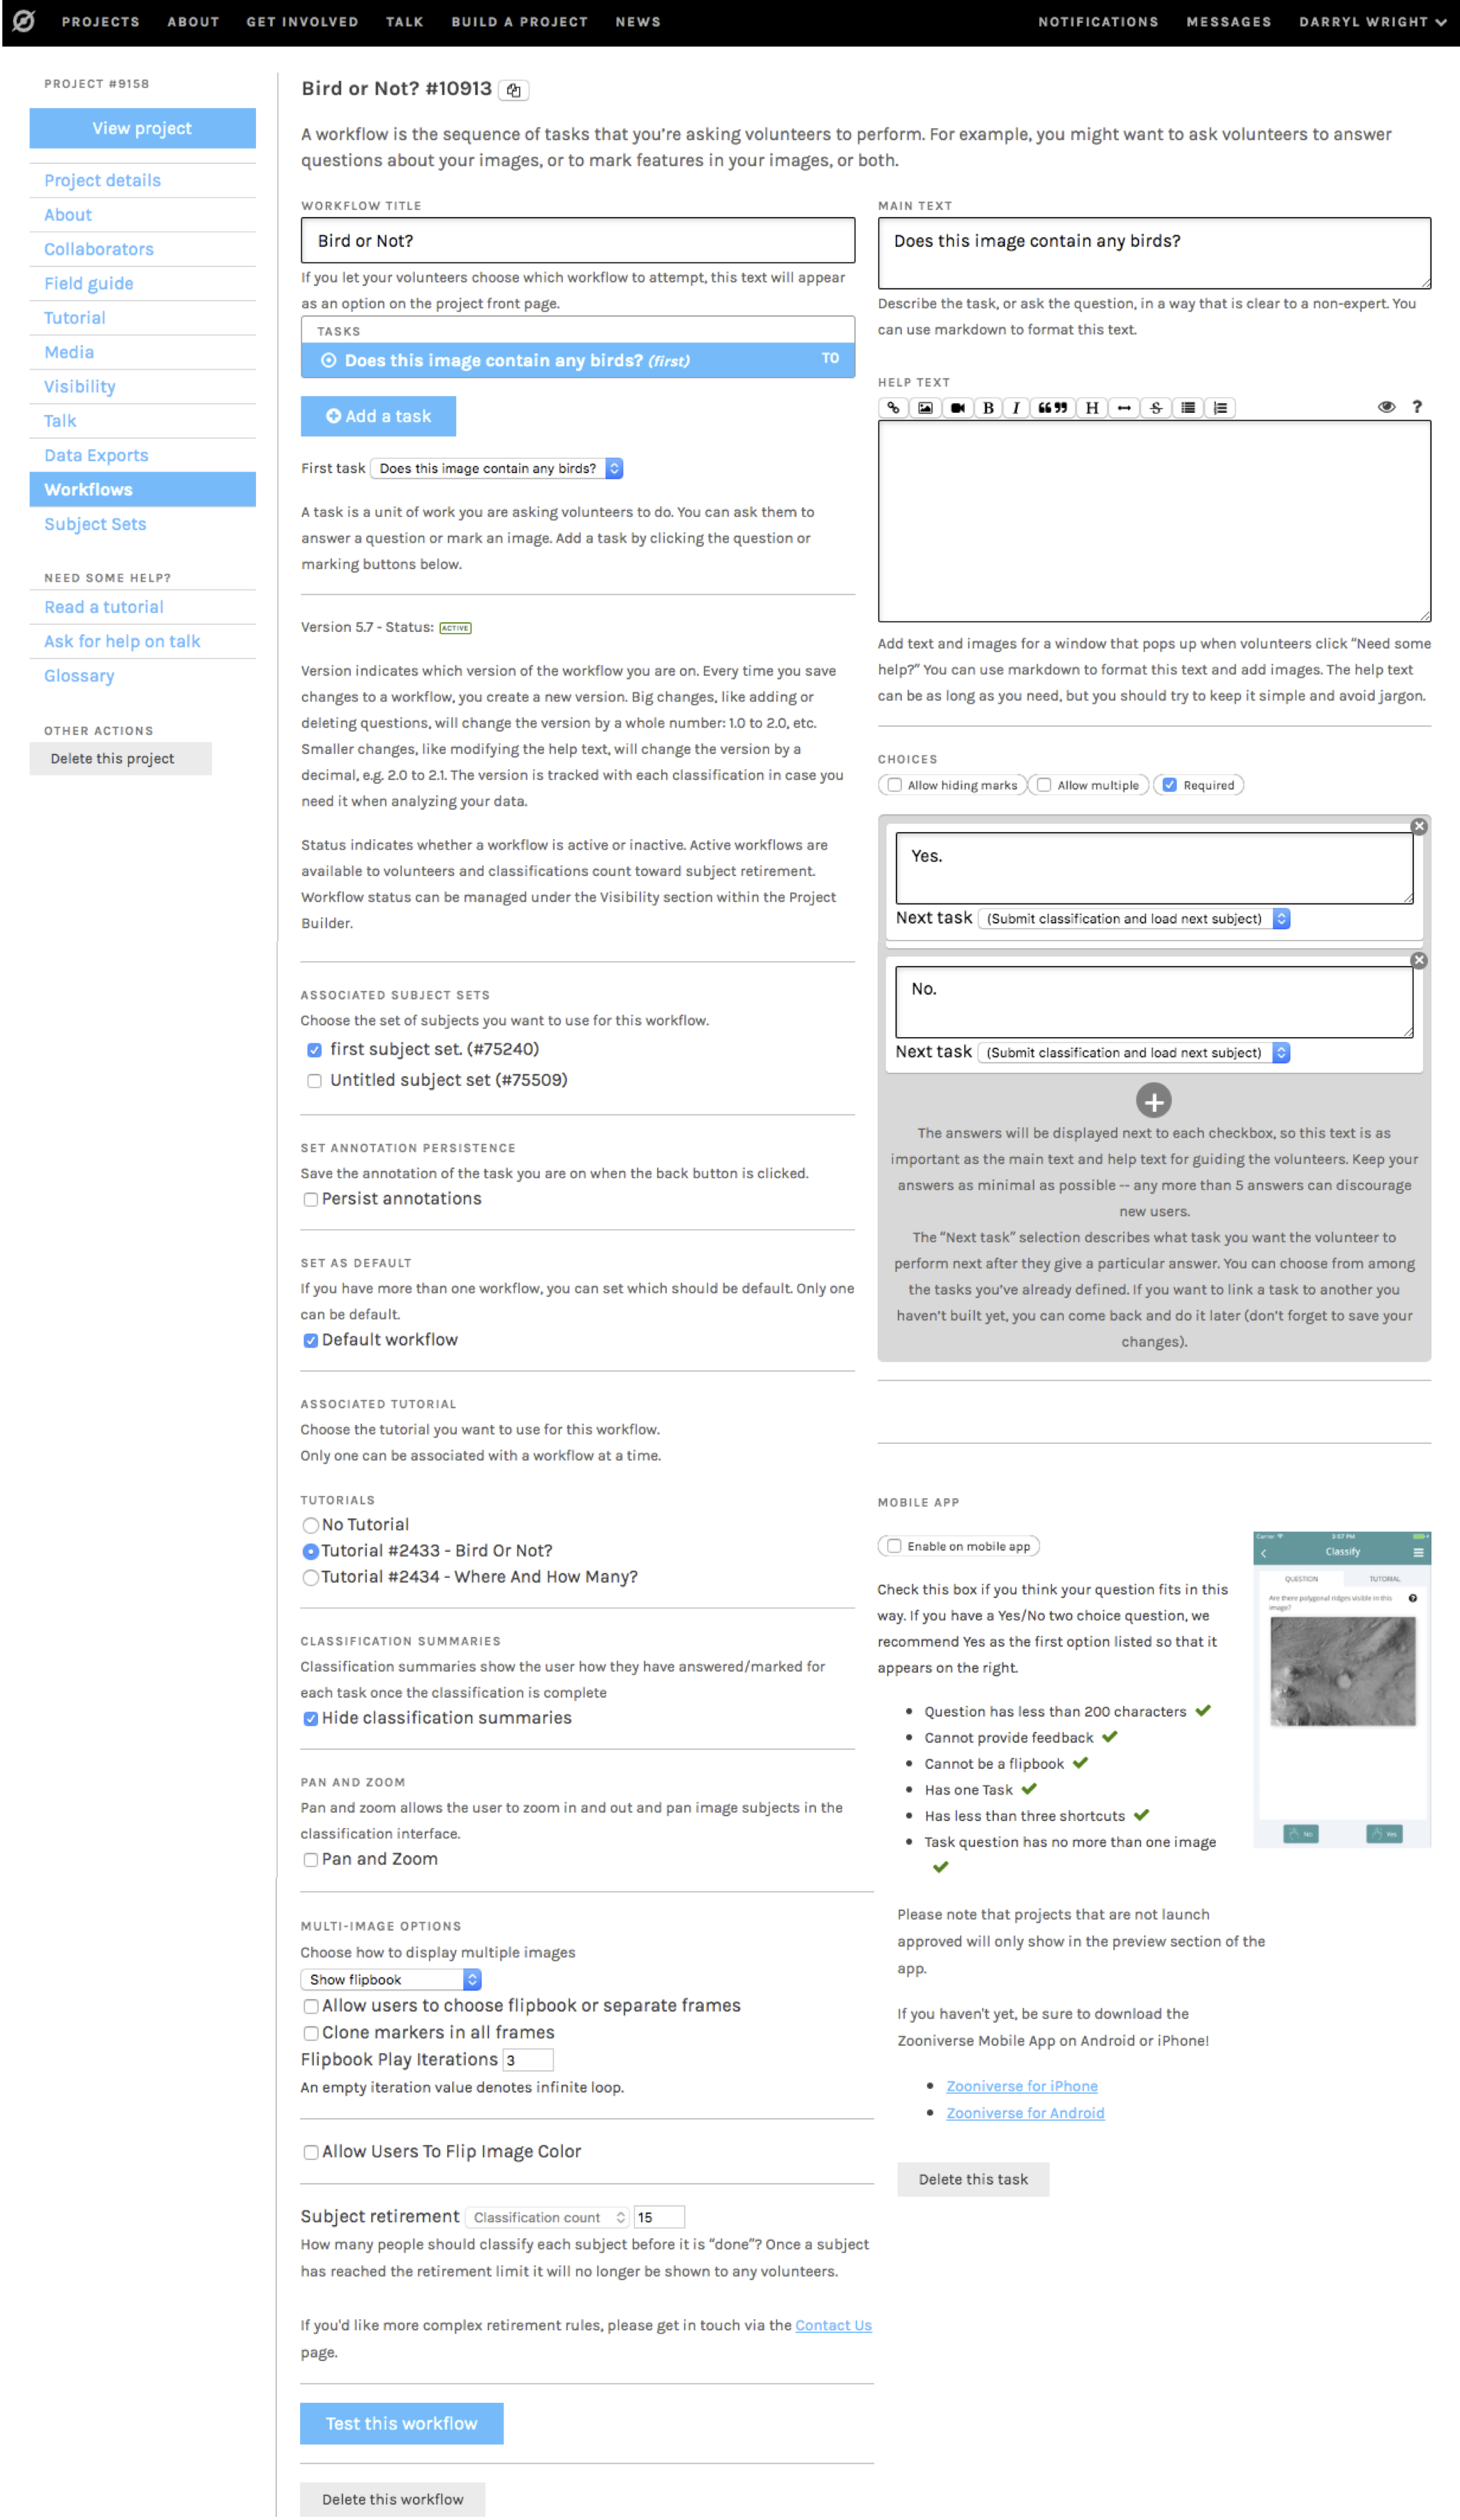 PROJECTS ABOUT GET INVOLVED TALK BUILD A PROJECT NEWS NOTIFICATIONS MESSAGES DARRYL WRIGHT
PROJECT #9158
View project
Project details
About
Collaborators
Field guide
Tutorial
Media
Visibility
Talk
Data Exports
Workflows
Subject Sets
NEED SOME HELP?
Read a tutorial
Ask for help on talk
Glossary
OTHER ACTIONS
Delete this project
Bird or Not? #10913
A workflow is the sequence of tasks that you're asking volunteers to perform. For example, you might want to ask volunteers to answer
questions about your images, or to mark features in your images, or both.
WORKFLOW TITLE
Bird or Not?
If you let your volunteers choose which workflow to attempt, this text will appear
as an option on the project front page.
TASKS
Does this image contain any birds? (first) T0
Add a task
First task Does this image contain any birds?
A task is a unit of work you are asking volunteers to do. You can ask them to
answer a question or mark an image. Add a task by clicking the question or
marking buttons below.
Version 5.7 - Status: ACTIVE
Version indicates which version of the workflow you are on. Every time you save
changes to a workflow, you create a new version. Big changes, like adding or
deleting questions, will change the version by a whole number: 1.0 to 2.0, etc.
Smaller changes, like modifying the help text, will change the version by a
decimal, e.g. 2.0 to 2.1. The version is tracked with each classification in case you
need it when analyzing your data.
Status indicates whether a workflow is active or inactive. Active workflows are
available to volunteers and classifications count toward subject retirement.
Workflow status can be managed under the Visibility section within the Project
Builder.
ASSOCIATED SUBJECT SETS
Choose the set of subjects you want to use for this workflow.
first subject set. (#75240)
Untitled subject set (#75509)
SET ANNOTATION PERSISTENCE
Save the annotation of the task you are on when the back button is clicked.
Persist annotations
SET AS DEFAULT
If you have more than one workflow, you can set which should be default. Only one
can be default.
Default workflow
ASSOCIATED TUTORIAL
Choose the tutorial you want to use for this workflow.
Only one can be associated with a workflow at a time.
TUTORIALS
No Tutorial
Tutorial #2433 - Bird Or Not?
Tutorial #2434 - Where And How Many?
CLASSIFICATION SUMMARIES
Classification summaries show the user how they have answered/marked for
each task once the classification is complete
Hide classification summaries
PAN AND ZOOM
Pan and zoom allows the user to zoom in and out and pan image subjects in the
classification interface.
Pan and Zoom
MULTI-IMAGE OPTIONS
Choose how to display multiple images
Show flipbook
Allow users to choose flipbook or separate frames
Clone markers in all frames
Flipbook Play Iterations 3
An empty iteration value denotes infinite loop.
Allow Users To Flip Image Color
Subject retirement Classification count 15
How many people should classify each subject before it is "done"? Once a subject
has reached the retirement limit it will no longer be shown to any volunteers.
If you'd like more complex retirement rules, please get in touch via the Contact Us
page.
Test this workflow
Delete this workflow
MAIN TEXT
Does this image contain any birds?
Describe the task, or ask the question, in a way that is clear to a non-expert. You
can use markdown to format this text.
HELP TEXT
B I H S ?
Add text and images for a window that pops up when volunteers click "Need some
help?" You can use markdown to format this text and add images. The help text
can be as long as you need, but you should try to keep it simple and avoid jargon.
CHOICES
Allow hiding marks Allow multiple Required
Yes.
Next task (Submit classification and load next subject)
No.
Next task (Submit classification and load next subject)
The answers will be displayed next to each checkbox, so this text is as
important as the main text and help text for guiding the volunteers. Keep your
answers as minimal as possible -- any more than 5 answers can discourage
new users.
The "Next task" selection describes what task you want the volunteer to
perform next after they give a particular answer. You can choose from among
the tasks you've already defined. If you want to link a task to another you
haven't built yet, you can come back and do it later (don't forget to save your
changes).
MOBILE APP
Enable on mobile app
Check this box if you think your question fits in this
way. If you have a Yes/No two choice question, we
recommend Yes as the first option listed so that it
appears on the right.
Question has less than 200 characters
Cannot provide feedback
Cannot be a flipbook
Has one Task
Has less than three shortcuts
Task question has no more than one image
Carrier 3:57 PM
Classify
QUESTION TUTORIAL
Are there polygonal ridges visible in this
image?
No Yes
Please note that projects that are not launch
approved will only show in the preview section of the
app.
If you haven't yet, be sure to download the
Zooniverse Mobile App on Android or iPhone!
Zooniverse for iPhone
Zooniverse for Android
Delete this task